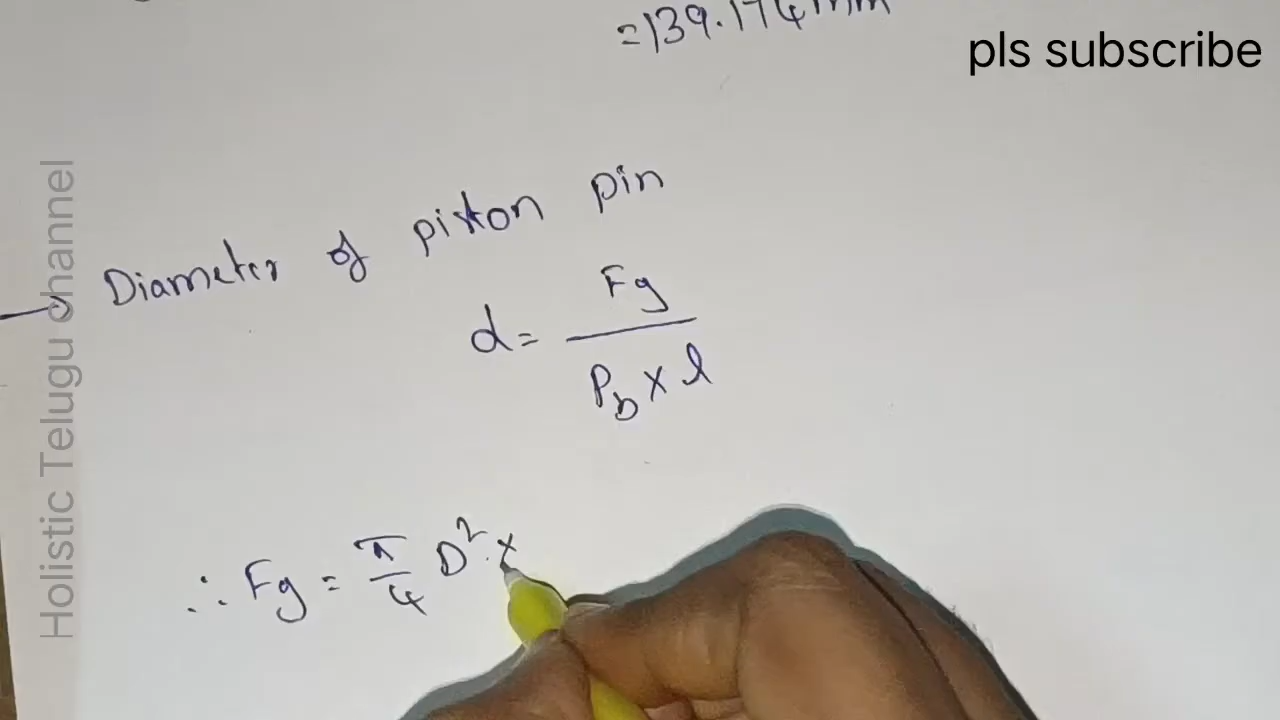 =139.174mm
pls subscribe
Holistic Telugu channel
→ Diameter of piston pin
d = Fg / Pb × l
∴ Fg = π/4 D² ×